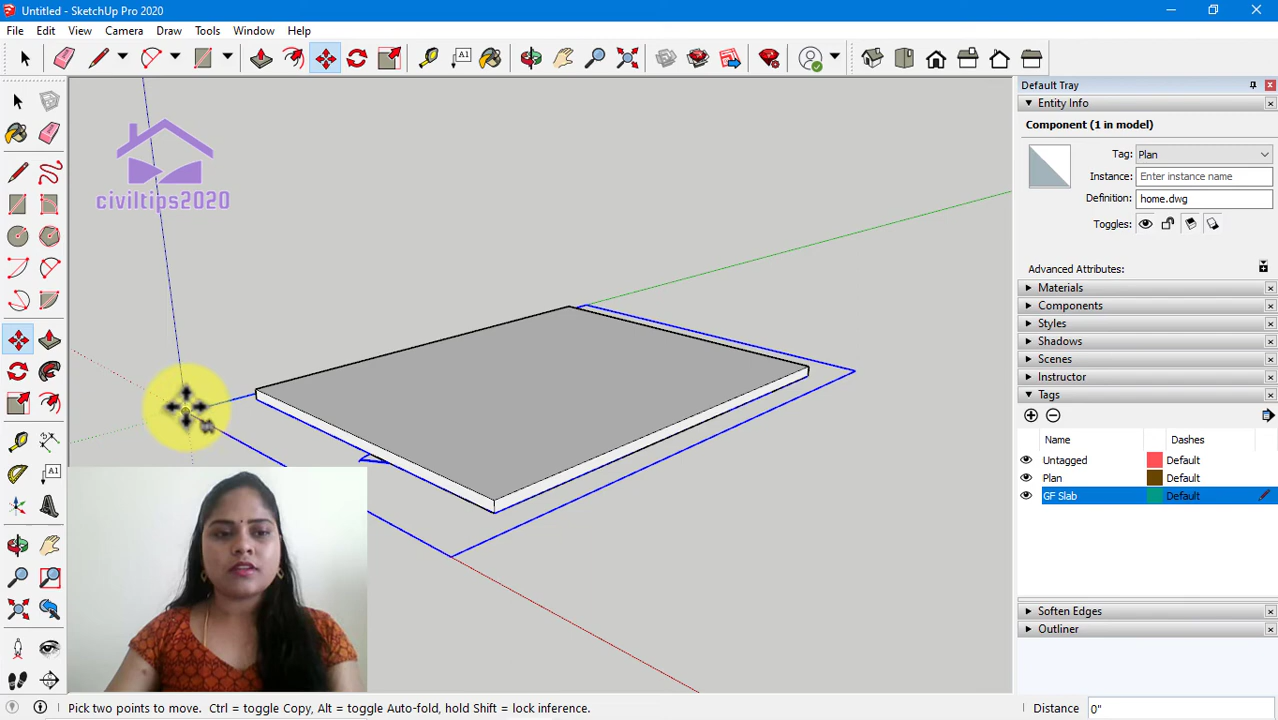 Untitled - SketchUp Pro 2020
File Edit View Camera Draw Tools Window Help
A1
Default Tray
Entity Info
Component (1 in model)
Tag: Plan
Instance: Enter instance name
Definition: home.dwg
Toggles:
Advanced Attributes:
Materials
Components
Styles
Shadows
Scenes
Instructor
Tags
Name Dashes
Untagged Default
Plan Default
GF Slab Default
Soften Edges
Outliner
civiltips2020
A1
Pick two points to move. Ctrl = toggle Copy, Alt = toggle Auto-fold, hold Shift = lock inference.
Distance 0"